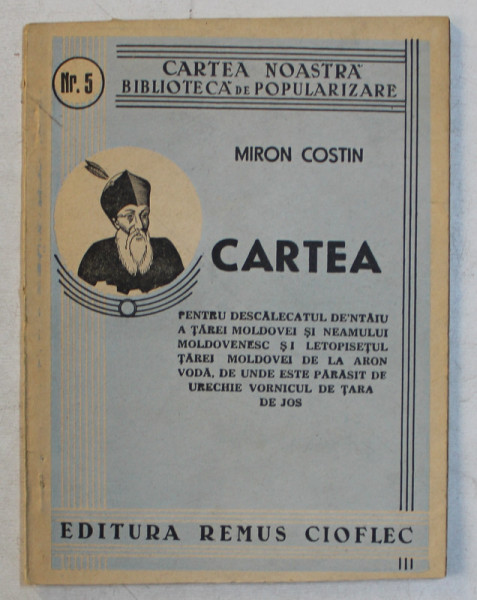 Nr. 5
CARTEA NOASTRĂ
BIBLIOTECĂ DE POPULARIZARE
MIRON COSTIN
CARTEA
PENTRU DESCĂLECATUL DE'NTĂIU
A ȚĂREI MOLDOVEI ȘI NEAMULUI
MOLDOVENESC ȘI LETOPISEȚUL
ȚĂREI MOLDOVEI DE LA ARON
VODĂ, DE UNDE ESTE PĂRĂSIT DE
URECHIE VORNICUL DE ȚARA
DE JOS
EDITURA REMUS CIOFLEC
III